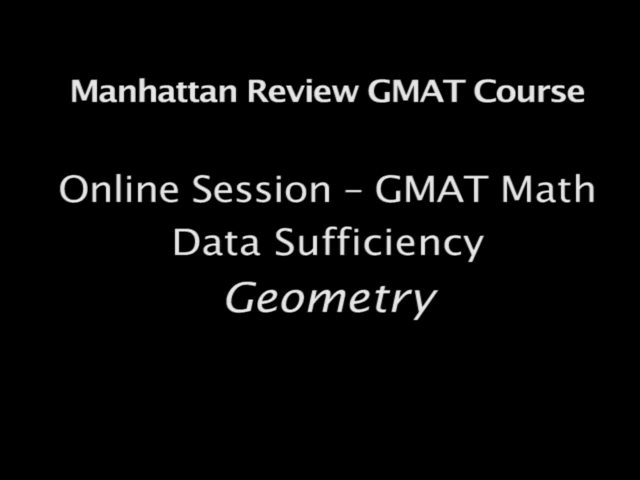 Manhattan Review GMAT Course
Online Session – GMAT Math
Data Sufficiency
Geometry